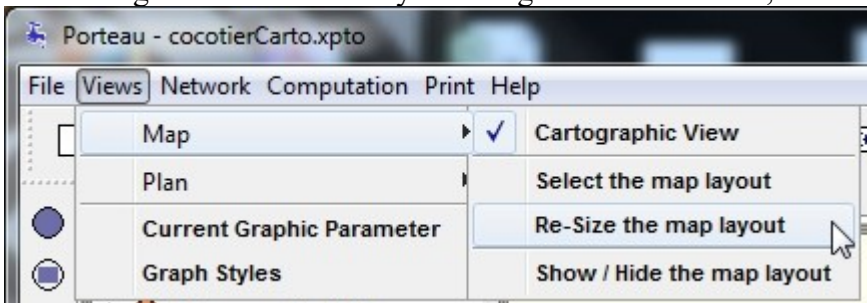 Porteau - cocotierCarto.xpto
File Views Network Computation Print Help
Map
Cartographic View
Plan
Select the map layout
Current Graphic Parameter
Re-Size the map layout
Graph Styles
Show / Hide the map layout